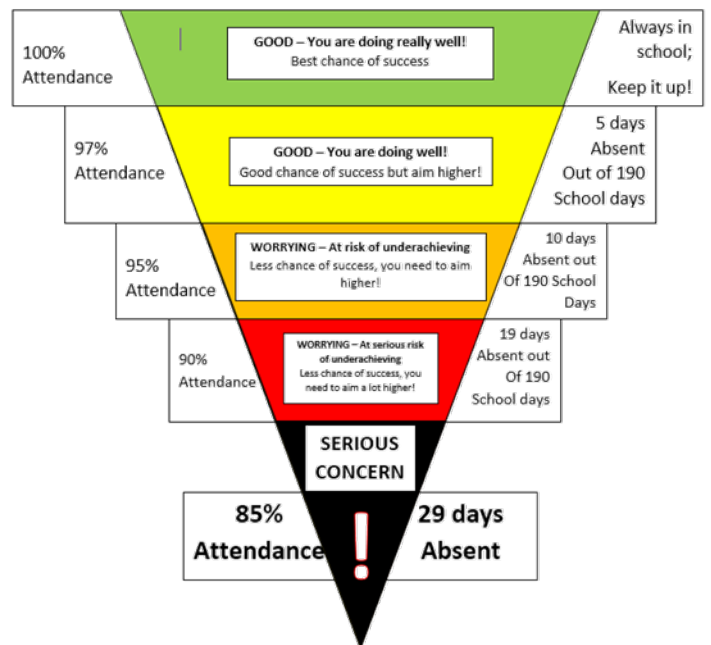 100%
Attendance
GOOD – You are doing really well!
Best chance of success
Always in
school;
Keep it up!
97%
Attendance
GOOD – You are doing well!
Good chance of success but aim higher!
5 days
Absent
Out of 190
School days
95%
Attendance
WORRYING – At risk of underachieving
Less chance of success, you need to aim
higher!
10 days
Absent out
Of 190 School
Days
90%
Attendance
WORRYING – At serious risk
of underachieving
Less chance of success, you
need to aim a lot higher!
19 days
Absent out
Of 190
School days
SERIOUS
CONCERN
85%
Attendance
!
29 days
Absent